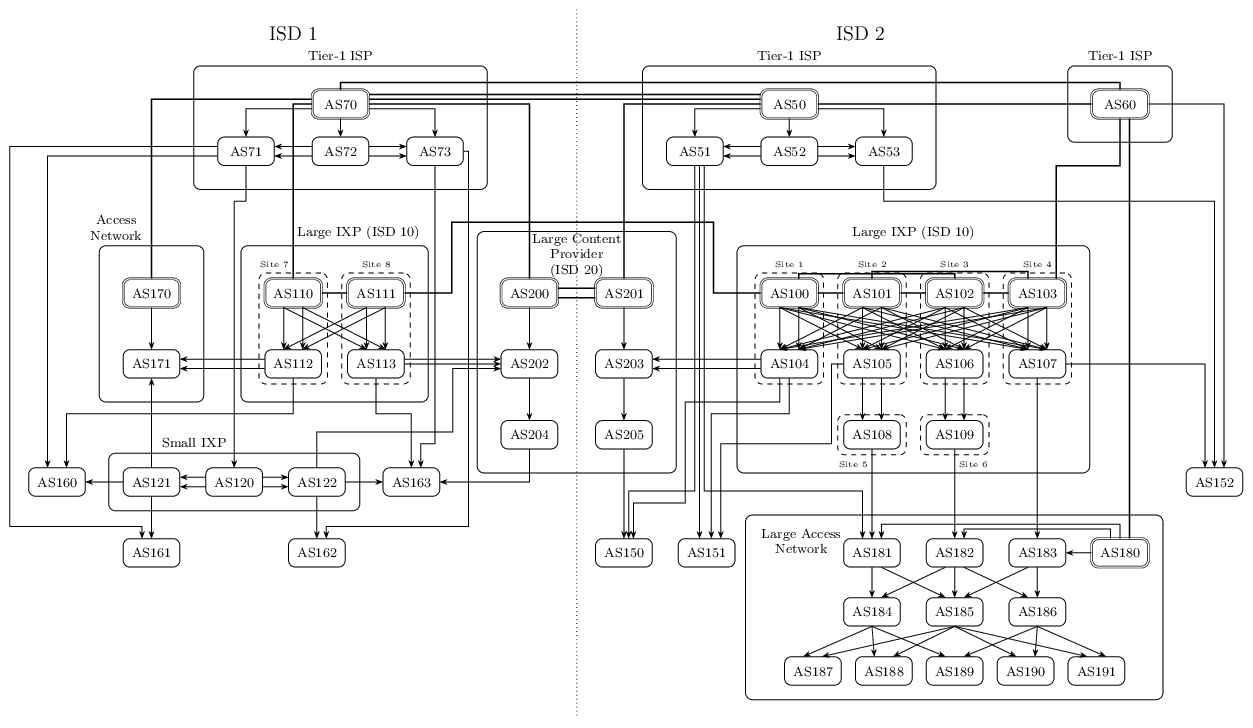 ISD 1
ISD 2
Tier-1 ISP
Tier-1 ISP
Tier-1 ISP
AS70
AS50
AS60
AS71
AS72
AS73
AS51
AS52
AS53
Access
Network
Large IXP (ISD 10)
Large Content
Provider
(ISD 20)
Large IXP (ISD 10)
Site 7
Site 8
Site 1
Site 2
Site 3
Site 4
AS170
AS110
AS111
AS200
AS201
AS100
AS101
AS102
AS103
AS171
AS112
AS113
AS202
AS203
AS104
AS105
AS106
AS107
AS204
AS205
AS108
AS109
Small IXP
Site 5
Site 6
AS160
AS121
AS120
AS122
AS163
AS152
AS161
AS162
AS150
AS151
Large Access
Network
AS181
AS182
AS183
AS180
AS184
AS185
AS186
AS187
AS188
AS189
AS190
AS191